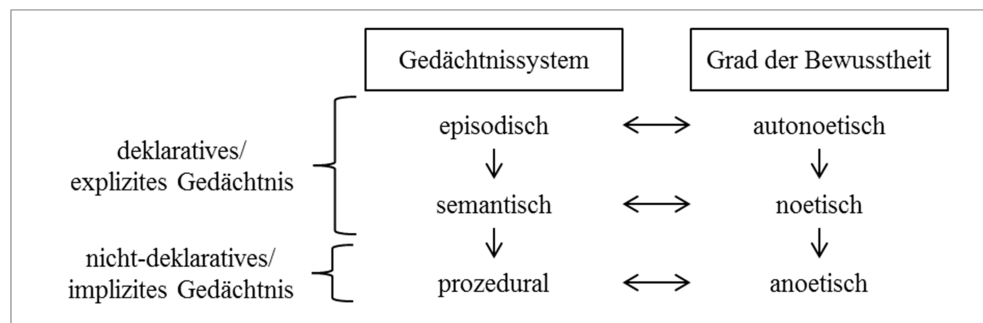 Gedächtnissystem
Grad der Bewusstheit
deklaratives/
explizites Gedächtnis
episodisch
autonoetisch
semantisch
noetisch
nicht-deklaratives/
implizites Gedächtnis
prozedural
anoetisch